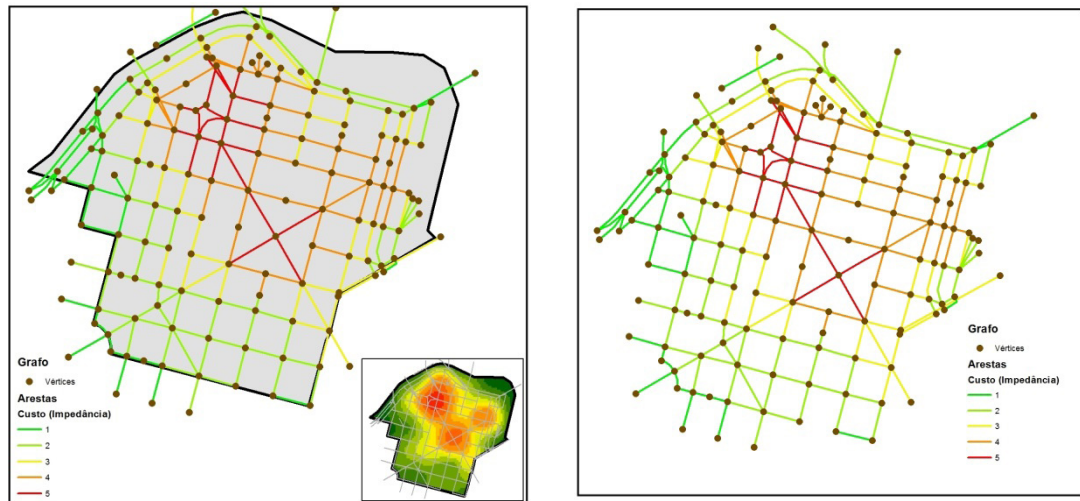 Grafo
Vértices
Arestas
Custo (Impedância)
1
2
3
4
5
Grafo
Vértices
Arestas
Custo (Impedância)
1
2
3
4
5